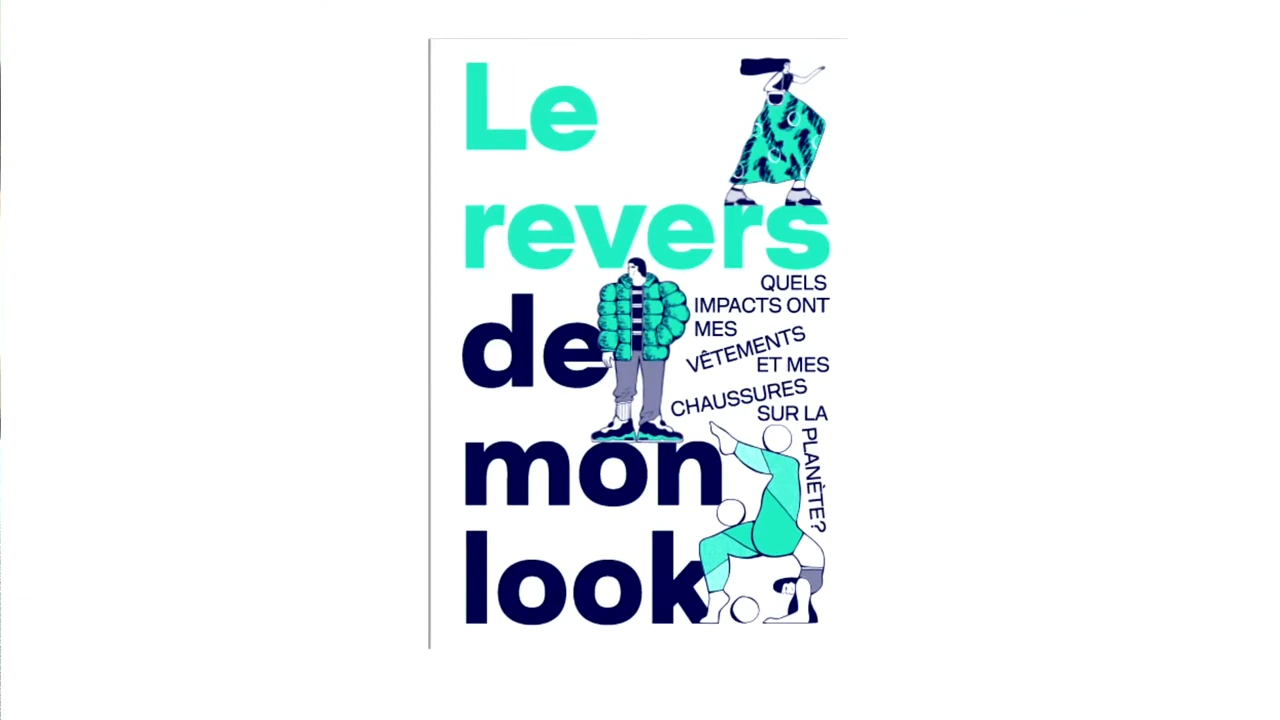 Le
revers
de
mon
look
QUELS
IMPACTS ONT
MES
VÊTEMENTS
ET MES
CHAUSSURES
SUR LA
PLANÈTE?